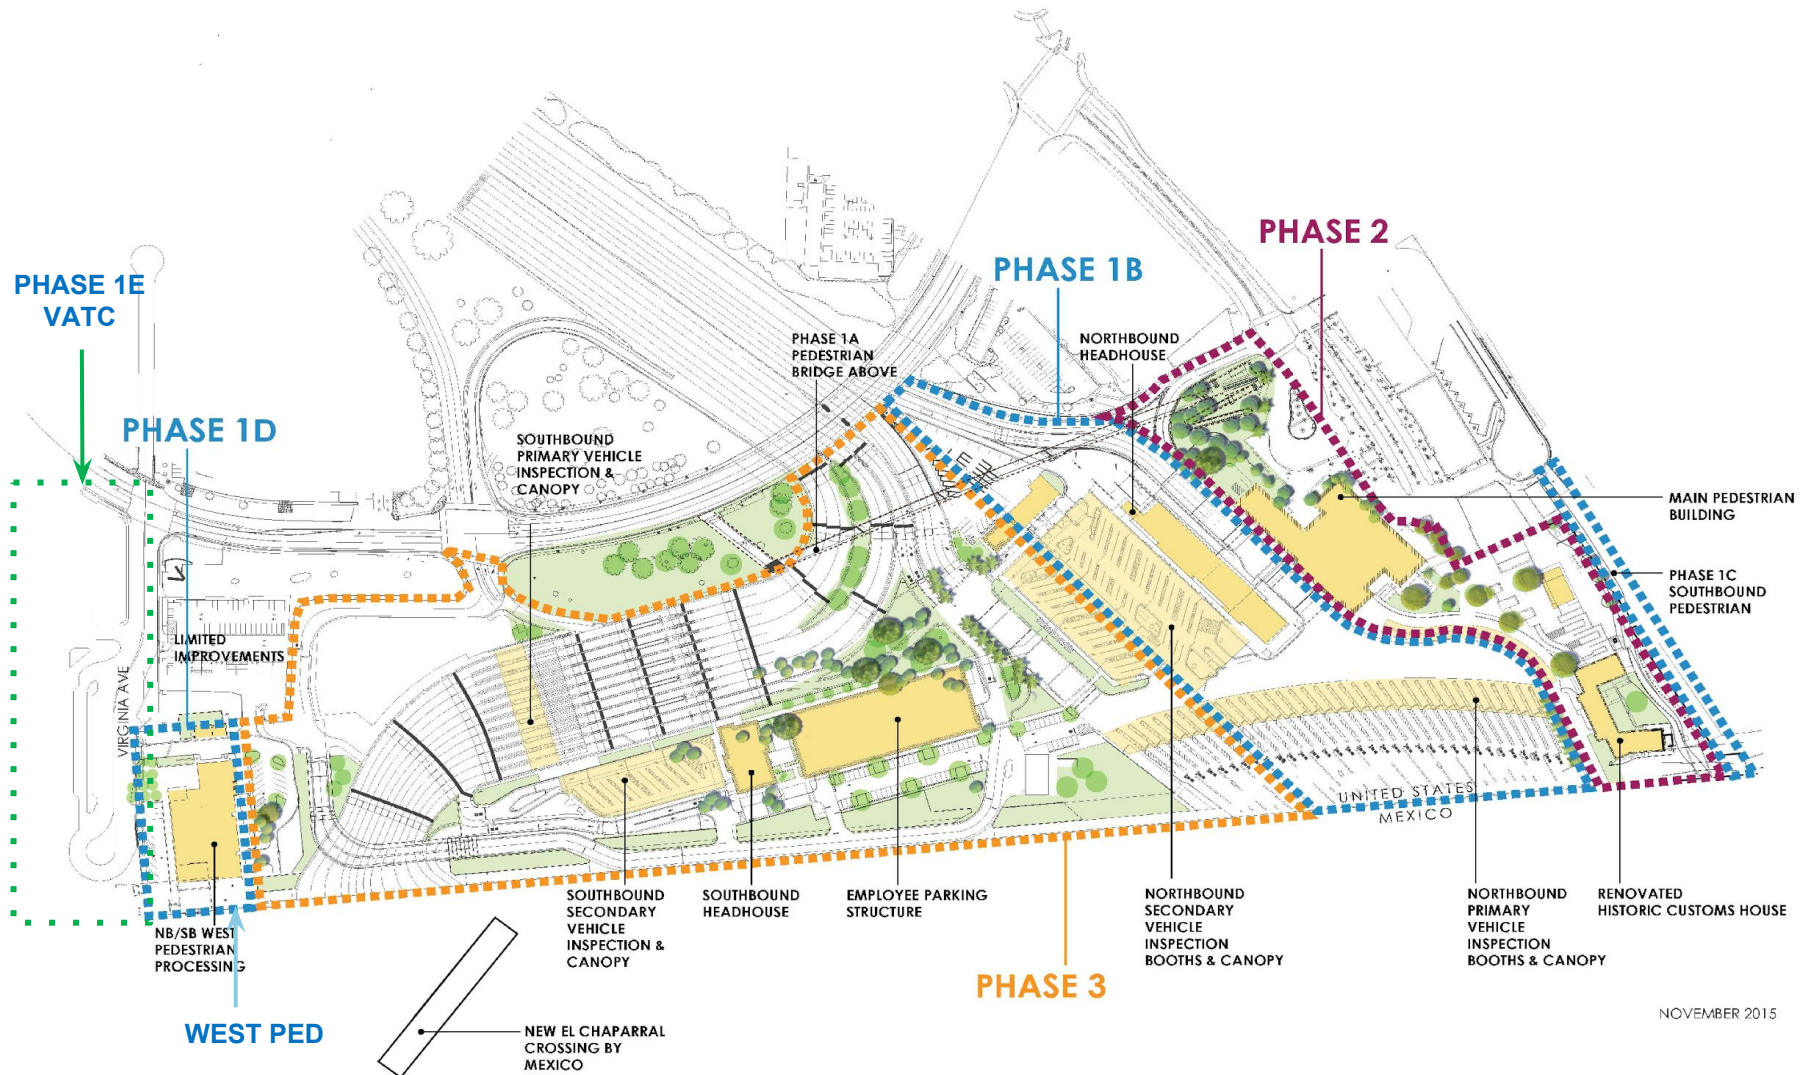 PHASE 2
PHASE 1B
PHASE 1E
VATC
PHASE 1A
PEDESTRIAN
BRIDGE ABOVE
NORTHBOUND
HEADHOUSE
PHASE 1D
SOUTHBOUND
PRIMARY VEHICLE
INSPECTION &
CANOPY
MAIN PEDESTRIAN
BUILDING
PHASE 1C
SOUTHBOUND
PEDESTRIAN
LIMITED
IMPROVEMENTS
VIRGINIA AVE
UNITED STATES
MEXICO
NB/SB WEST
PEDESTRIAN
PROCESSING
SOUTHBOUND
SECONDARY
VEHICLE
INSPECTION &
CANOPY
SOUTHBOUND
HEADHOUSE
EMPLOYEE PARKING
STRUCTURE
NORTHBOUND
SECONDARY
VEHICLE
INSPECTION
BOOTHS & CANOPY
NORTHBOUND
PRIMARY
VEHICLE
INSPECTION
BOOTHS & CANOPY
RENOVATED
HISTORIC CUSTOMS HOUSE
PHASE 3
WEST PED
NEW EL CHAPARRAL
CROSSING BY
MEXICO
NOVEMBER 2015